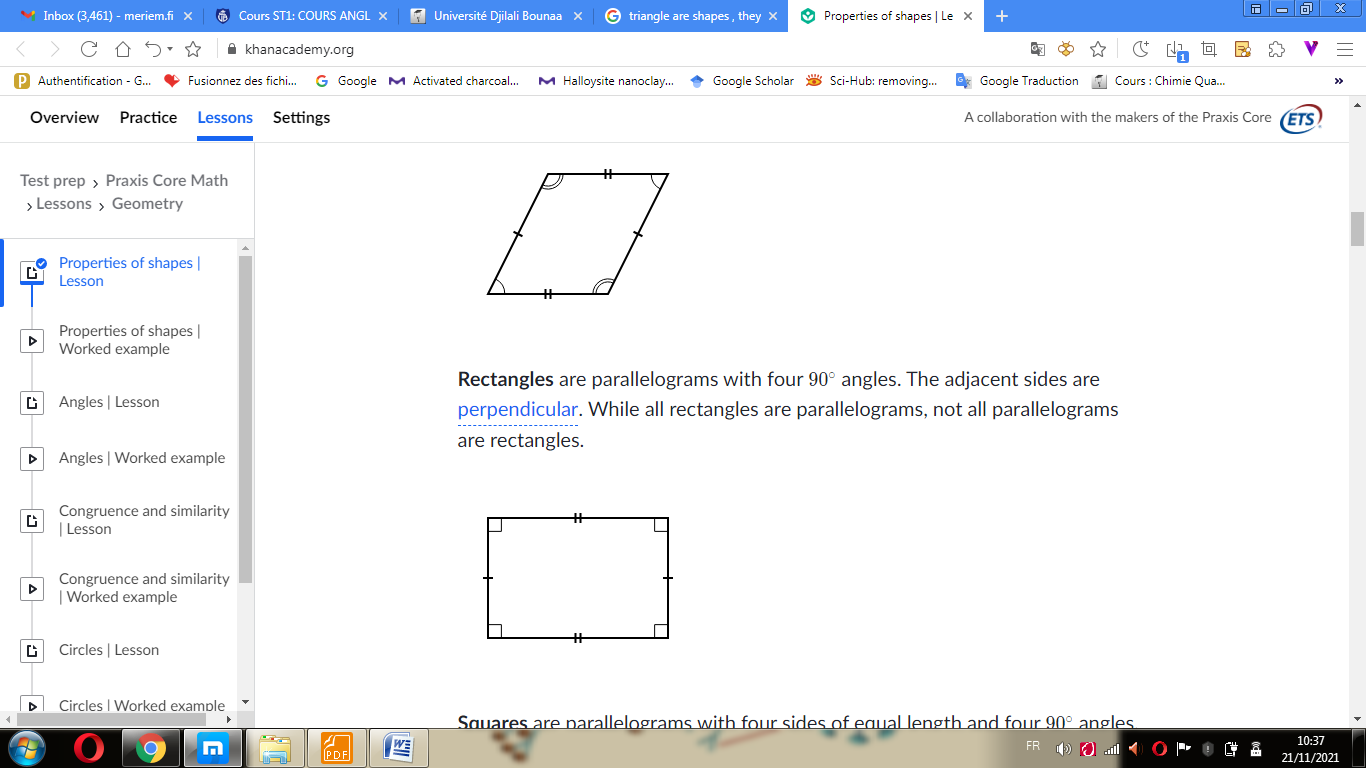 Inbox (3,461) - meriem.fi
Cours ST1: COURS ANGL
Université Djilali Bounaa
triangle are shapes , they
Properties of shapes | Le
khanacademy.org
1
Authentification - G...
Fusionnez des fichi...
Google
Activated charcoal...
Halloysite nanoclay...
Google Scholar
Sci-Hub: removing...
Google Traduction
Cours : Chimie Qua...
»
Overview
Practice
Lessons
Settings
A collaboration with the makers of the Praxis Core
ETS
Test prep › Praxis Core Math
› Lessons › Geometry
Properties of shapes |
Lesson
Properties of shapes |
Worked example
Angles | Lesson
Angles | Worked example
Congruence and similarity
| Lesson
Congruence and similarity
| Worked example
Circles | Lesson
Circles | Worked example
Rectangles are parallelograms with four 90° angles. The adjacent sides are
perpendicular. While all rectangles are parallelograms, not all parallelograms
are rectangles.
Squares are parallelograms with four sides of equal length and four 90° angles.
PDF
FR
10:37
21/11/2021